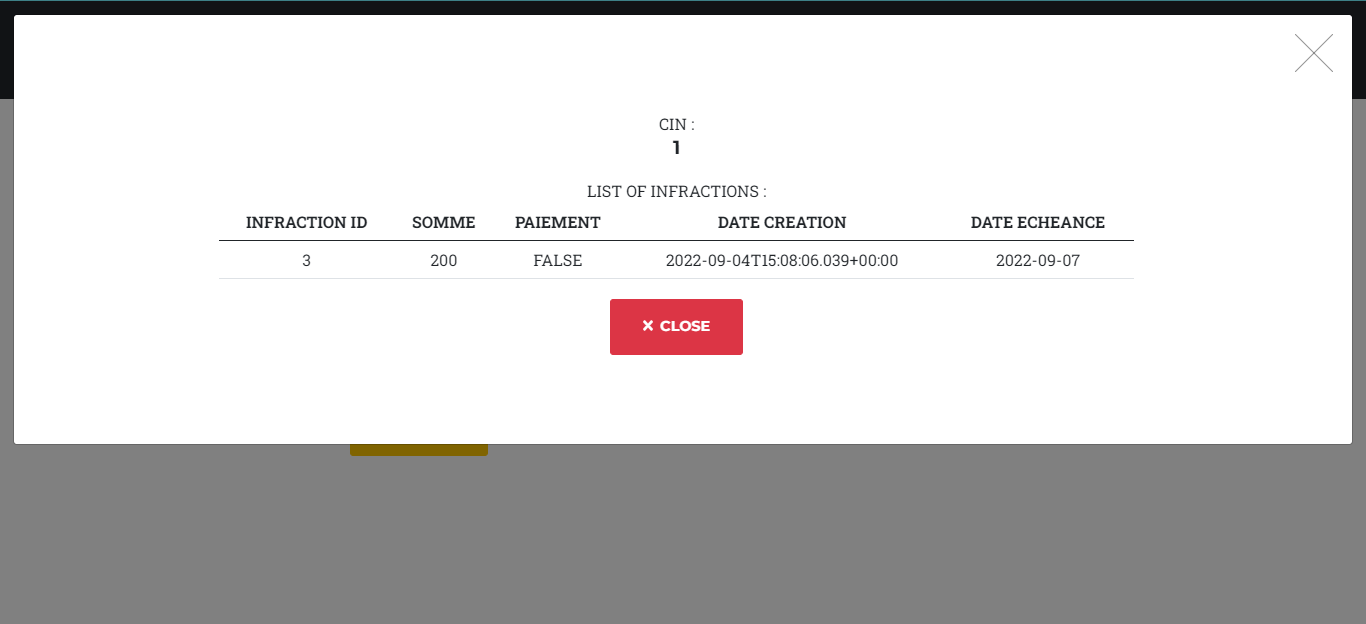 CIN :
1
LIST OF INFRACTIONS :
INFRACTION ID SOMME PAIEMENT DATE CREATION DATE ECHEANCE
3 200 FALSE 2022-09-04T15:08:06.039+00:00 2022-09-07
CLOSE